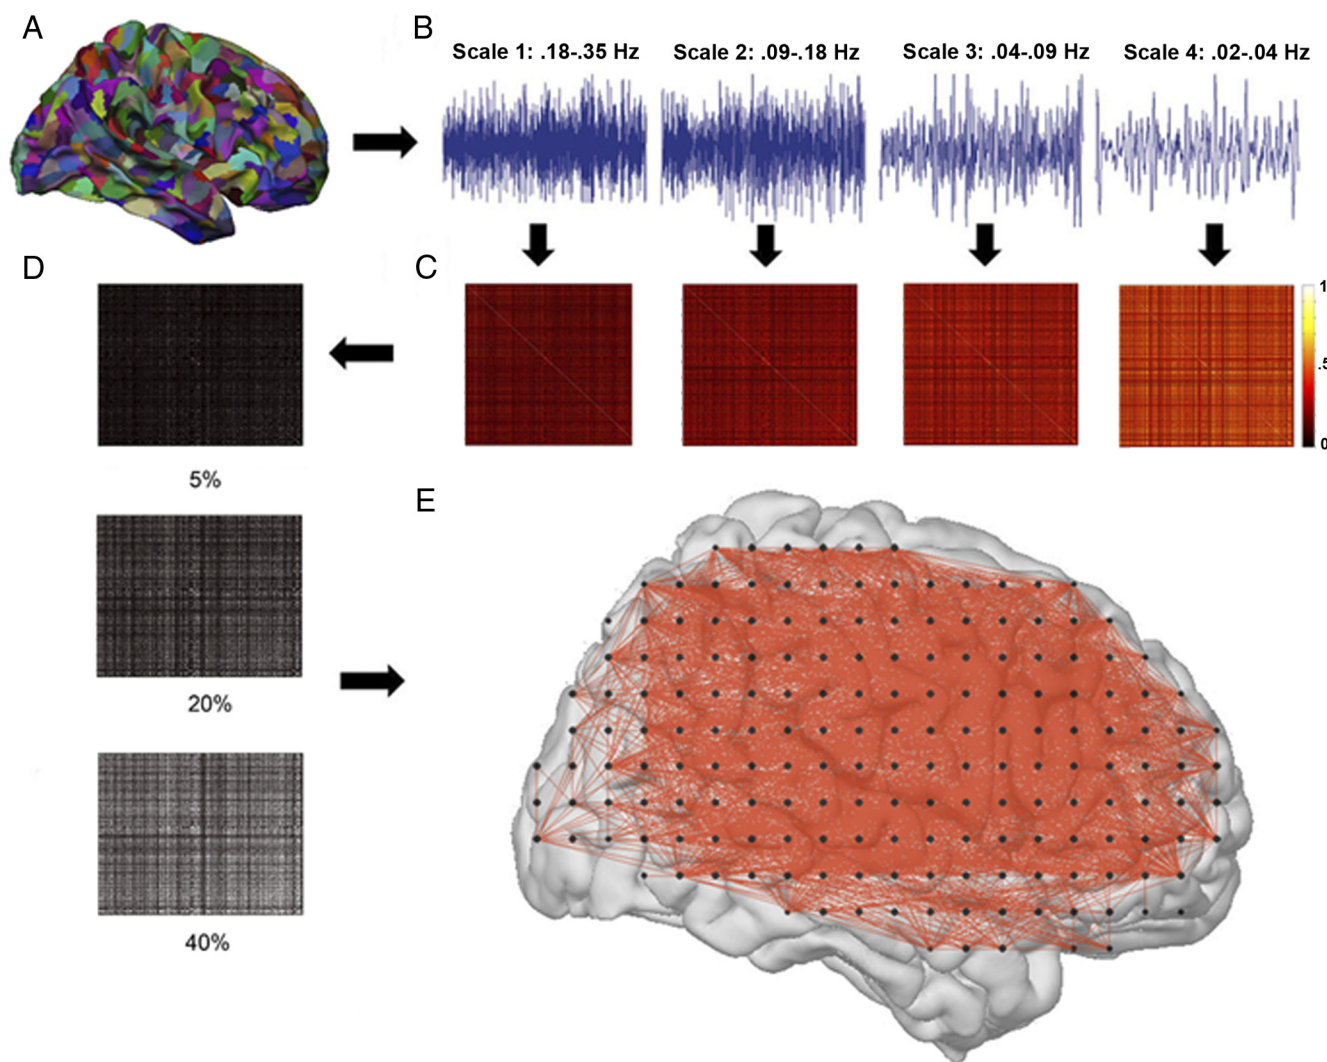 A
B
Scale 1: .18-.35 Hz
Scale 2: .09-.18 Hz
Scale 3: .04-.09 Hz
Scale 4: .02-.04 Hz
D
C
1
.5
0
5%
E
20%
40%